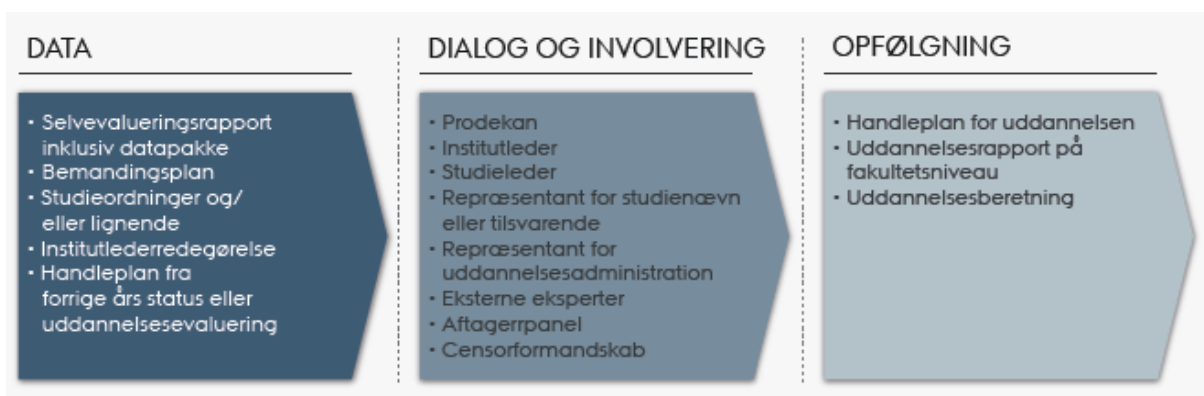 DATA
• Selvevalueringsrapport
inklusiv datapakke
• Bemandingsplan
• Studieordninger og/
eller lignende
• Institutlederredegørelse
• Handleplan fra
forrige års status eller
uddannelsesevaluering
DIALOG OG INVOLVERING
• Prodekan
• Institutleder
• Studieleder
• Repræsentant for studienævn
eller tilsvarende
• Repræsentant for
uddannelsesadministration
• Eksterne eksperter
• Aftagerrpanel
• Censorformandskab
OPFØLGNING
• Handleplan for uddannelsen
• Uddannelsesrapport på
fakultetsniveau
• Uddannelsesberetning